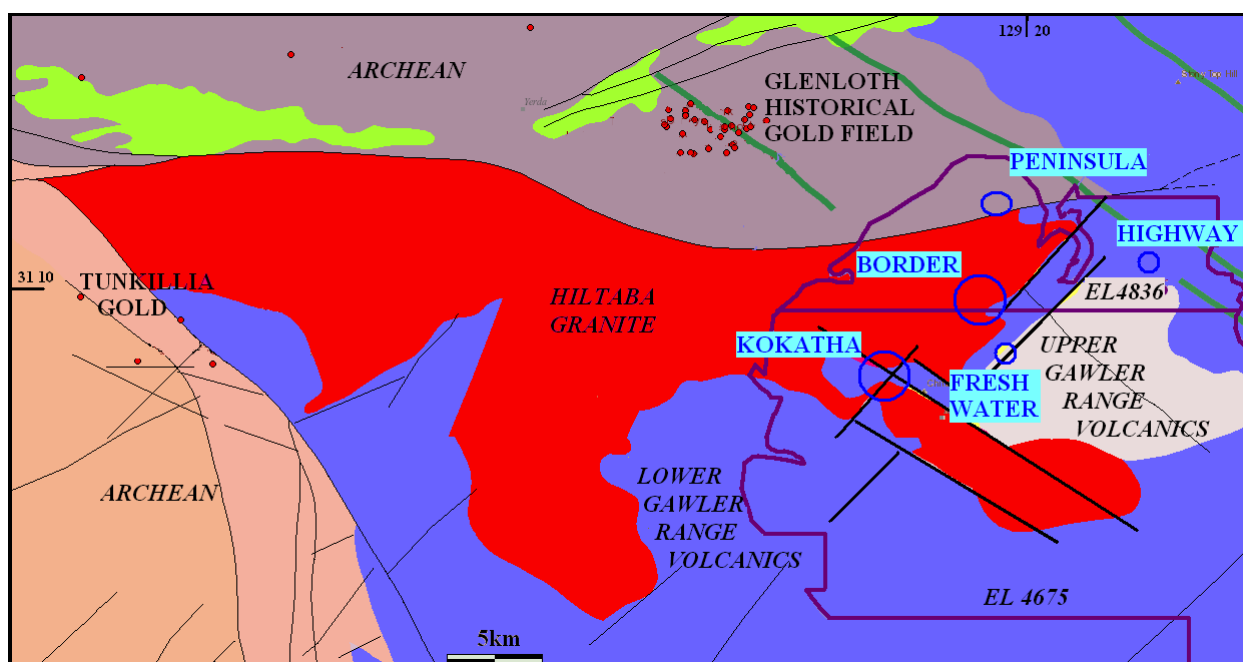 129 20
ARCHEAN
GLENLOTH
HISTORICAL
GOLD FIELD
Yerda
PENINSULA
HIGHWAY
BORDER
31 10
TUNKILLIA
GOLD
HILTABA
GRANITE
EL4836
KOKATHA
UPPER
GAWLER
RANGE
VOLCANICS
FRESH
WATER
ARCHEAN
LOWER
GAWLER
RANGE
VOLCANICS
EL 4675
5km